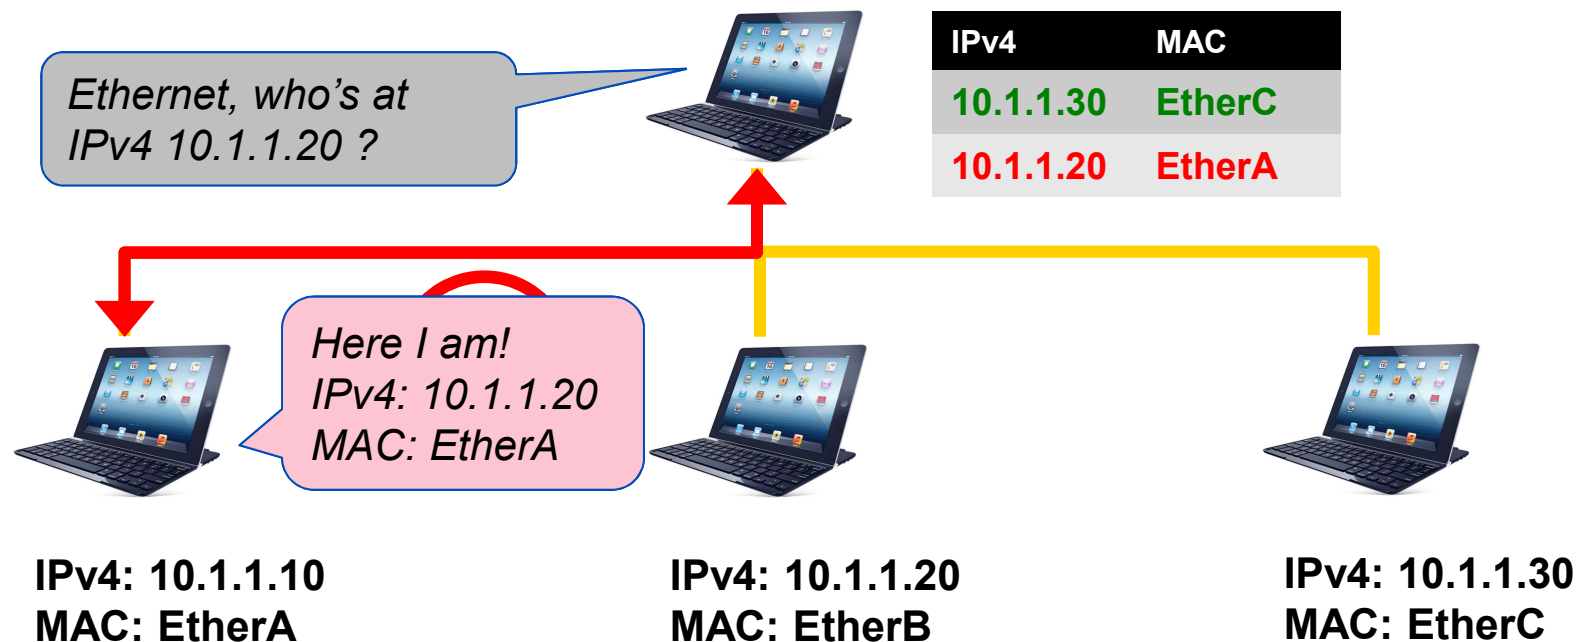 Ethernet, who’s at
IPv4 10.1.1.20 ?
IPv4 MAC
10.1.1.30 EtherC
10.1.1.20 EtherA
Here I am!
IPv4: 10.1.1.20
MAC: EtherA
IPv4: 10.1.1.10
MAC: EtherA
IPv4: 10.1.1.20
MAC: EtherB
IPv4: 10.1.1.30
MAC: EtherC